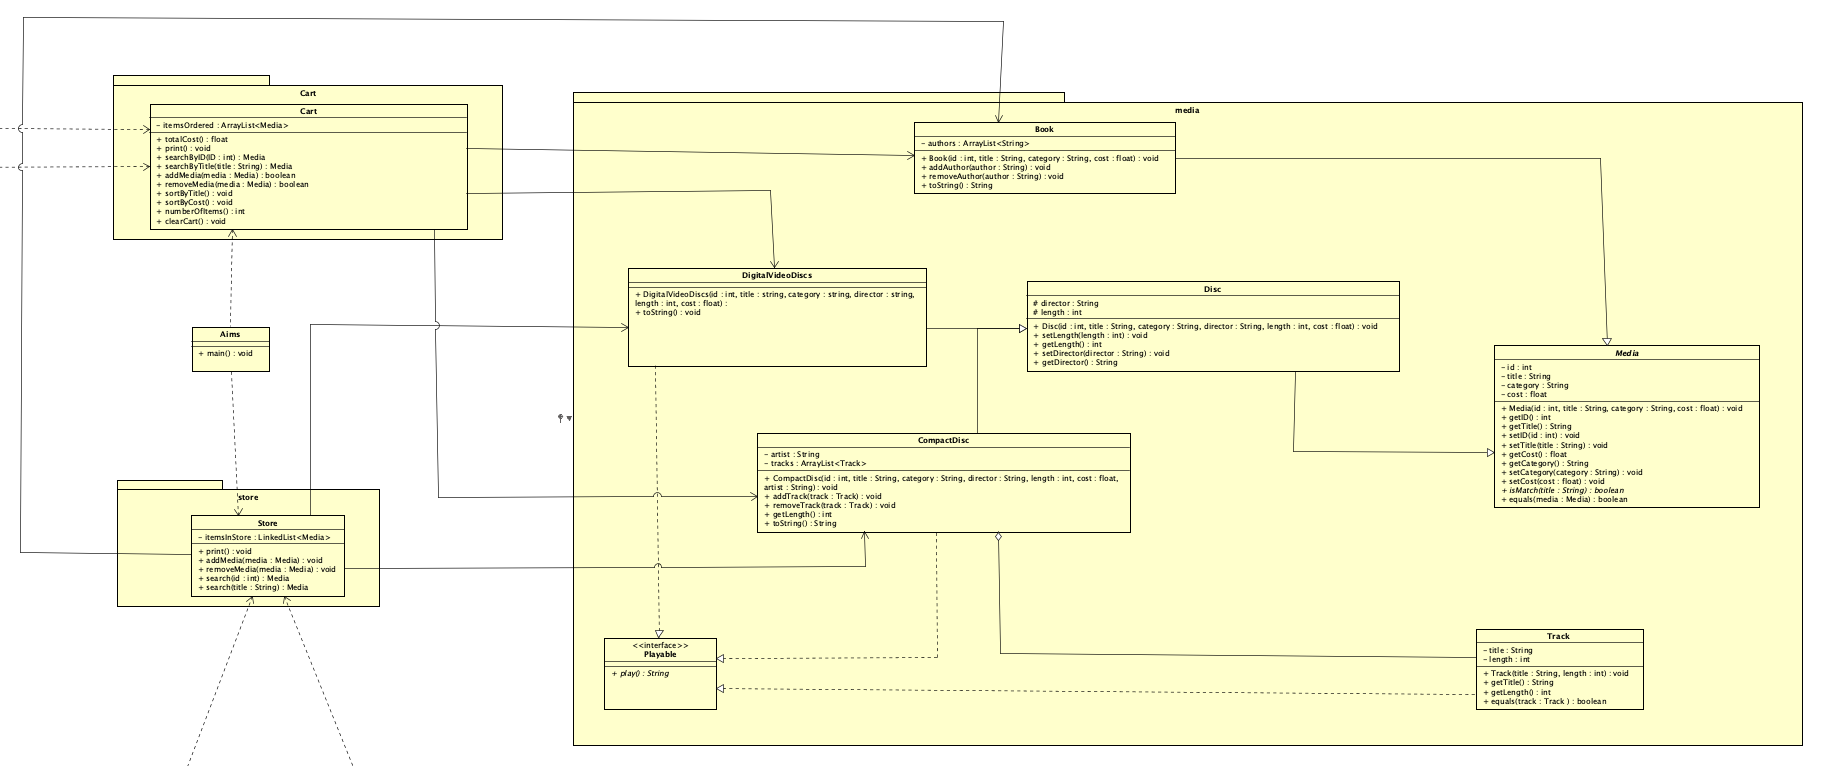 Cart
Cart
- itemsOrdered : ArrayList<Media>
+ totalCost() : float
+ print() : void
+ searchByID(ID : int) : Media
+ searchByTitle(title : String) : Media
+ addMedia(media : Media) : boolean
+ removeMedia(media : Media) : boolean
+ sortByTitle() : void
+ sortByCost() : void
+ numberOfItems() : int
+ clearCart() : void
Aims
+ main() : void
store
Store
- itemsInStore : LinkedList<Media>
+ print() : void
+ addMedia(media : Media) : void
+ removeMedia(media : Media) : void
+ search(id : int) : Media
+ search(title : String) : Media
media
Book
- authors : ArrayList<String>
+ Book(id : int, title : String, category : String, cost : float) : void
+ addAuthor(author : String) : void
+ removeAuthor(author : String) : void
+ toString() : String
DigitalVideoDiscs
+ DigitalVideoDiscs(id : int, title : string, category : string, director : string,
length : int, cost : float) :
+ toString() : void
Disc
# director : String
# length : int
+ Disc(id : int, title : String, category : String, director : String, length : int, cost : float) : void
+ setLength(length : int) : void
+ getLength() : int
+ setDirector(director : String) : void
+ getDirector() : String
Media
- id : int
- title : String
- category : String
- cost : float
+ Media(id : int, title : String, category : String, cost : float) : void
+ getID() : int
+ getTitle() : String
+ setID(id : int) : void
+ setTitle(title : String) : void
+ getCost() : float
+ getCategory() : String
+ setCategory(category : String) : void
+ setCost(cost : float) : void
+ isMatch(title : String) : boolean
+ equals(media : Media) : boolean
CompactDisc
- artist : String
- tracks : ArrayList<Track>
+ CompactDisc(id : int, title : String, category : String, director : String, length : int, cost : float,
artist : String) : void
+ addTrack(track : Track) : void
+ removeTrack(track : Track) : void
+ getLength() : int
+ toString() : String
<<interface>>
Playable
+ play() : String
Track
- title : String
- length : int
+ Track(title : String, length : int) : void
+ getTitle() : String
+ getLength() : int
+ equals(track : Track ) : boolean